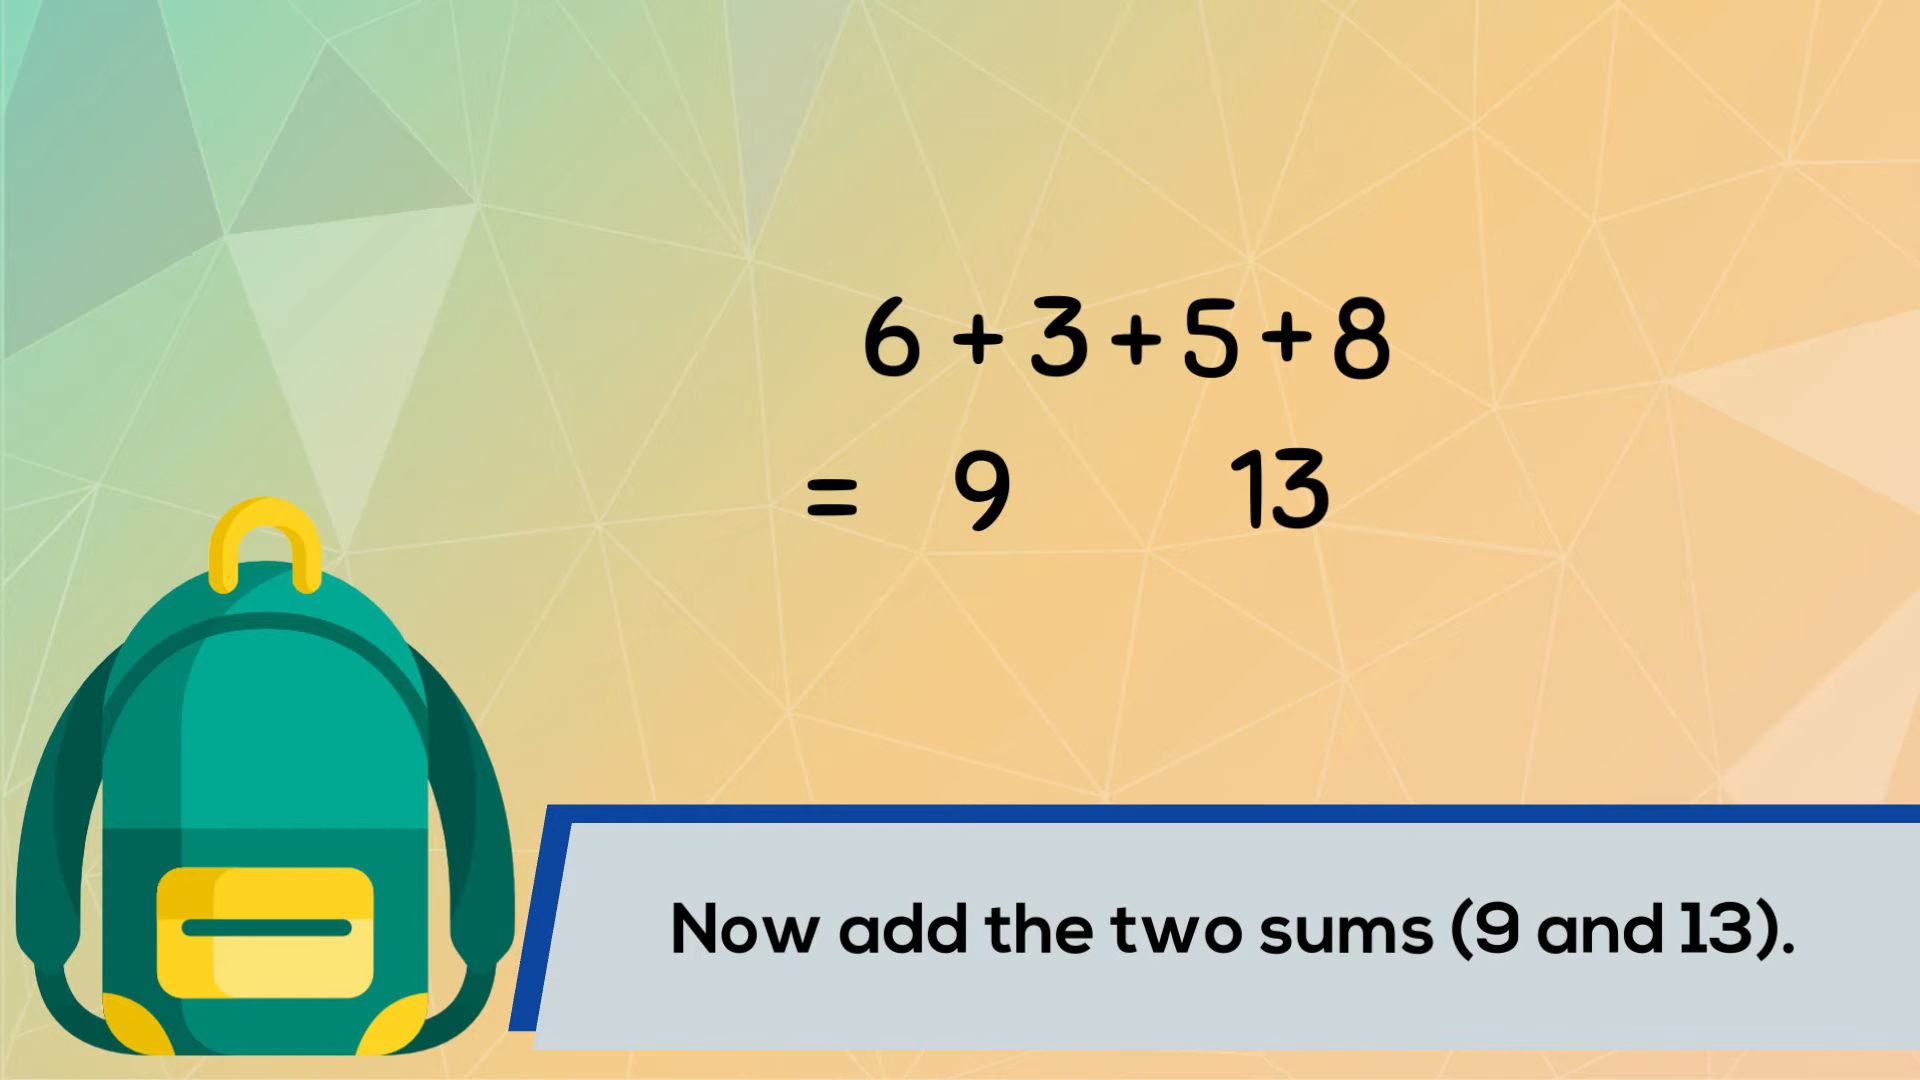 6 + 3 + 5 + 8
= 9 13
Now add the two sums (9 and 13).